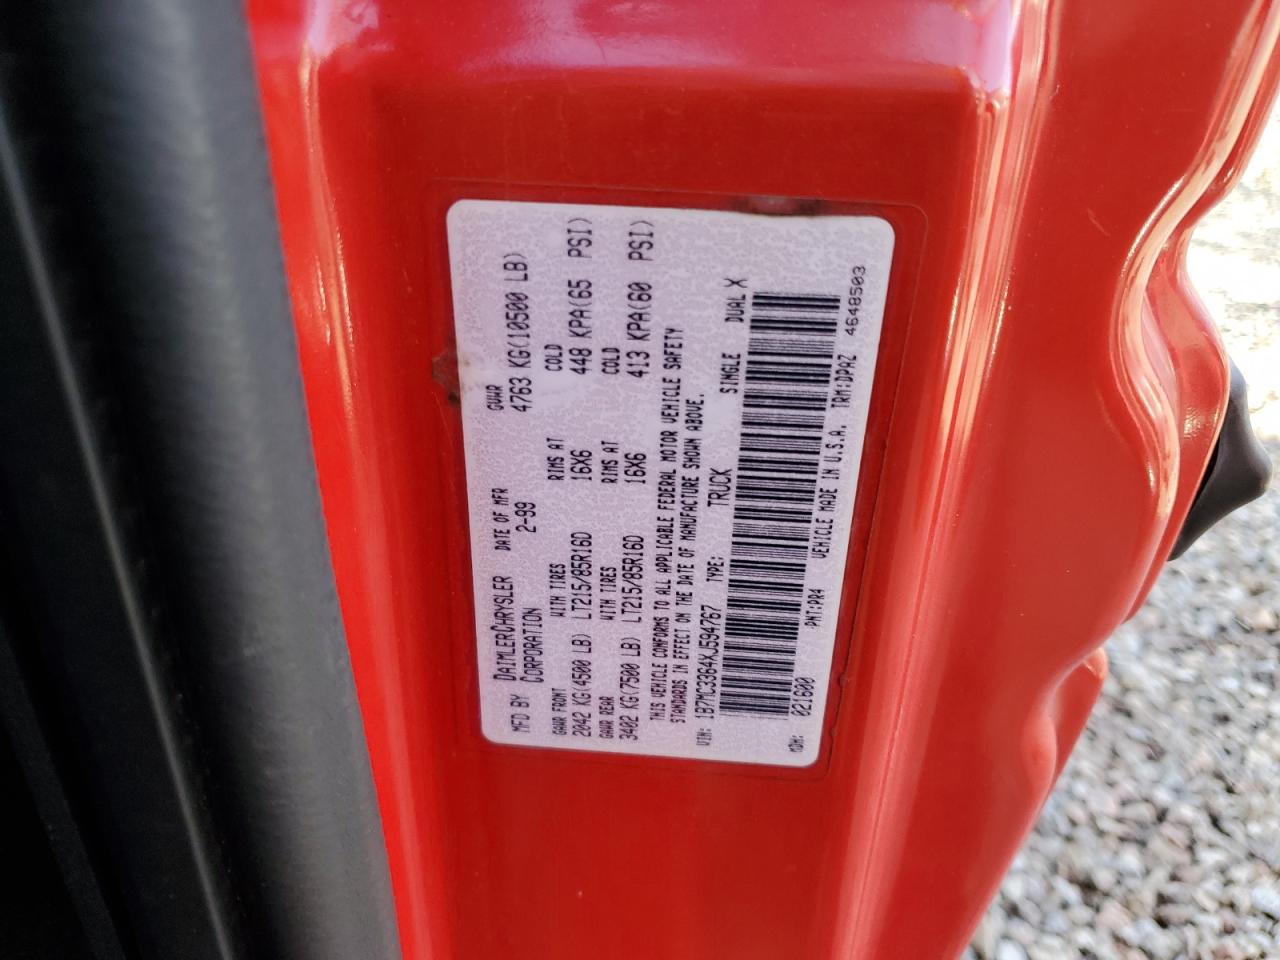 MFD BY DAIMLERCHRYSLER CORPORATION DATE OF MFR 2-99 GVWR 4763 KG(10500 LB)
GAWR FRONT WITH TIRES RIMS AT COLD
2042 KG(4500 LB) LT215/85R16D 16X6 448 KPA(65 PSI)
GAWR REAR WITH TIRES RIMS AT COLD
3402 KG(7500 LB) LT215/85R16D 16X6 413 KPA(60 PSI)
THIS VEHICLE CONFORMS TO ALL APPLICABLE FEDERAL MOTOR VEHICLE SAFETY
STANDARDS IN EFFECT ON THE DATE OF MANUFACTURE SHOWN ABOVE.
VIN: 1B7MC3364XJ594767 TYPE: TRUCK SINGLE DUAL X
MDH: 021600 PNT:PR4 VEHICLE MADE IN U.S.A. TRM:DPAZ 4648503